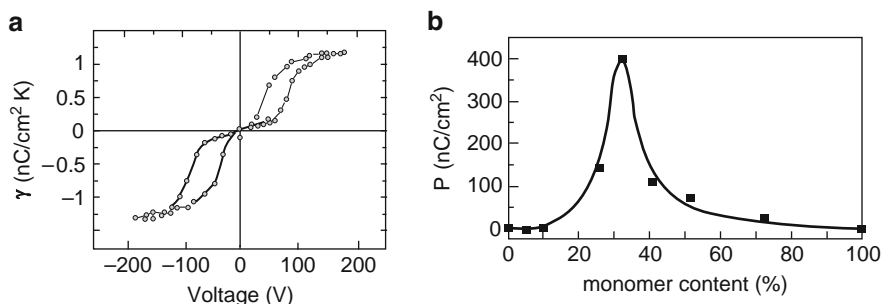 a
1
0.5
0
−0.5
−1
γ (nC/cm² K)
−200 −100 0 100 200
Voltage (V)
b
400
300
200
100
0
P (nC/cm²)
0 20 40 60 80 100
monomer content (%)